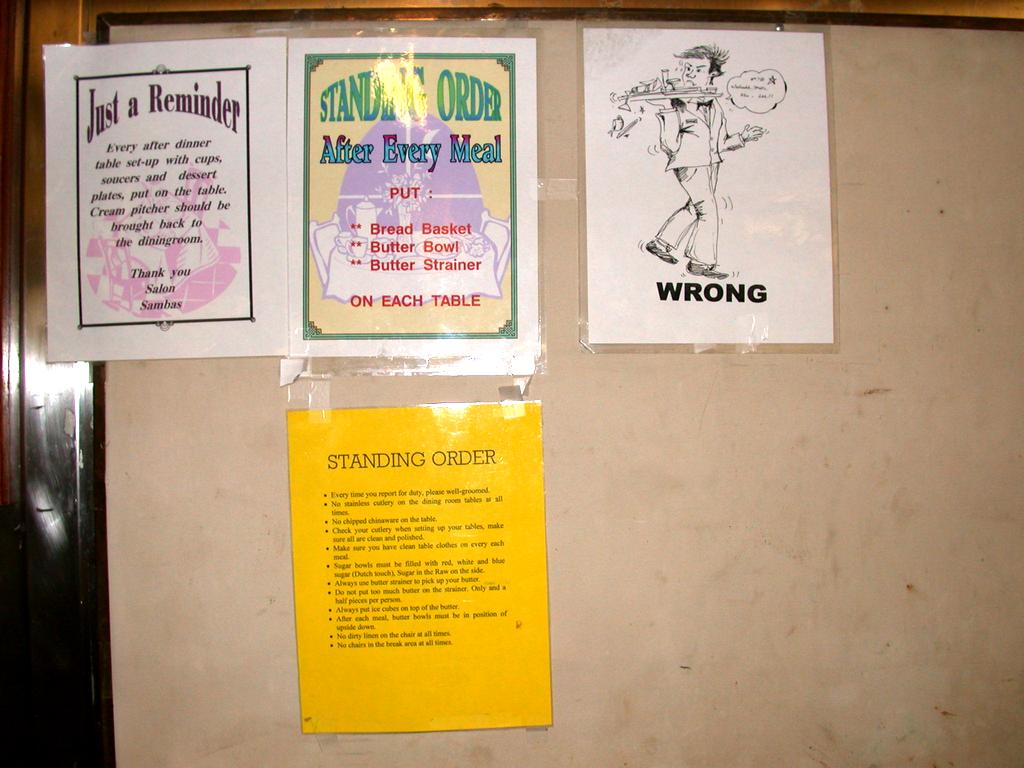 Just a Reminder
Every after dinner
table set-up with cups,
soucers and dessert
plates, put on the table.
Cream pitcher should be
brought back to
the diningroom.
Thank you
Salon
Sambas
STANDING ORDER
After Every Meal
PUT :
** Bread Basket
** Butter Bowl
** Butter Strainer
ON EACH TABLE
WRONG
STANDING ORDER
• Every time you report for duty, please well-groomed.
• No stainless cutlery on the dining room tables at all
times.
• No chipped chinaware on the table.
• Check your cutlery when setting up your tables, make
sure all are clean and polished.
• Make sure you have clean table clothes on every each
meal.
• Sugar bowls must be filled with red, white and blue
sugar (Dutch touch), Sugar in the Raw on the side.
• Always use butter strainer to pick up your butter.
• Do not put too much butter on the strainer. Only and a
half pieces per person.
• Always put ice cubes on top of the butter.
• After each meal, butter bowls must be in position of
upside down.
• No dirty linen on the chair at all times.
• No chairs in the break area at all times.